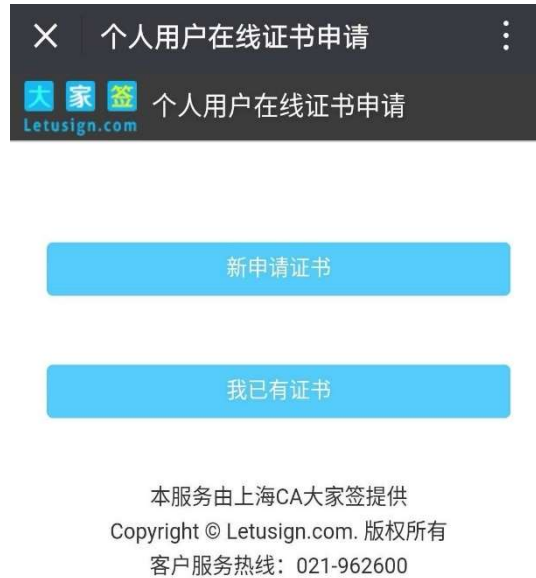 个人用户在线证书申请
大家签 个人用户在线证书申请
Letusign.com
新申请证书
我已有证书
本服务由上海CA大家签提供
Copyright © Letusign.com. 版权所有
客户服务热线：021-962600